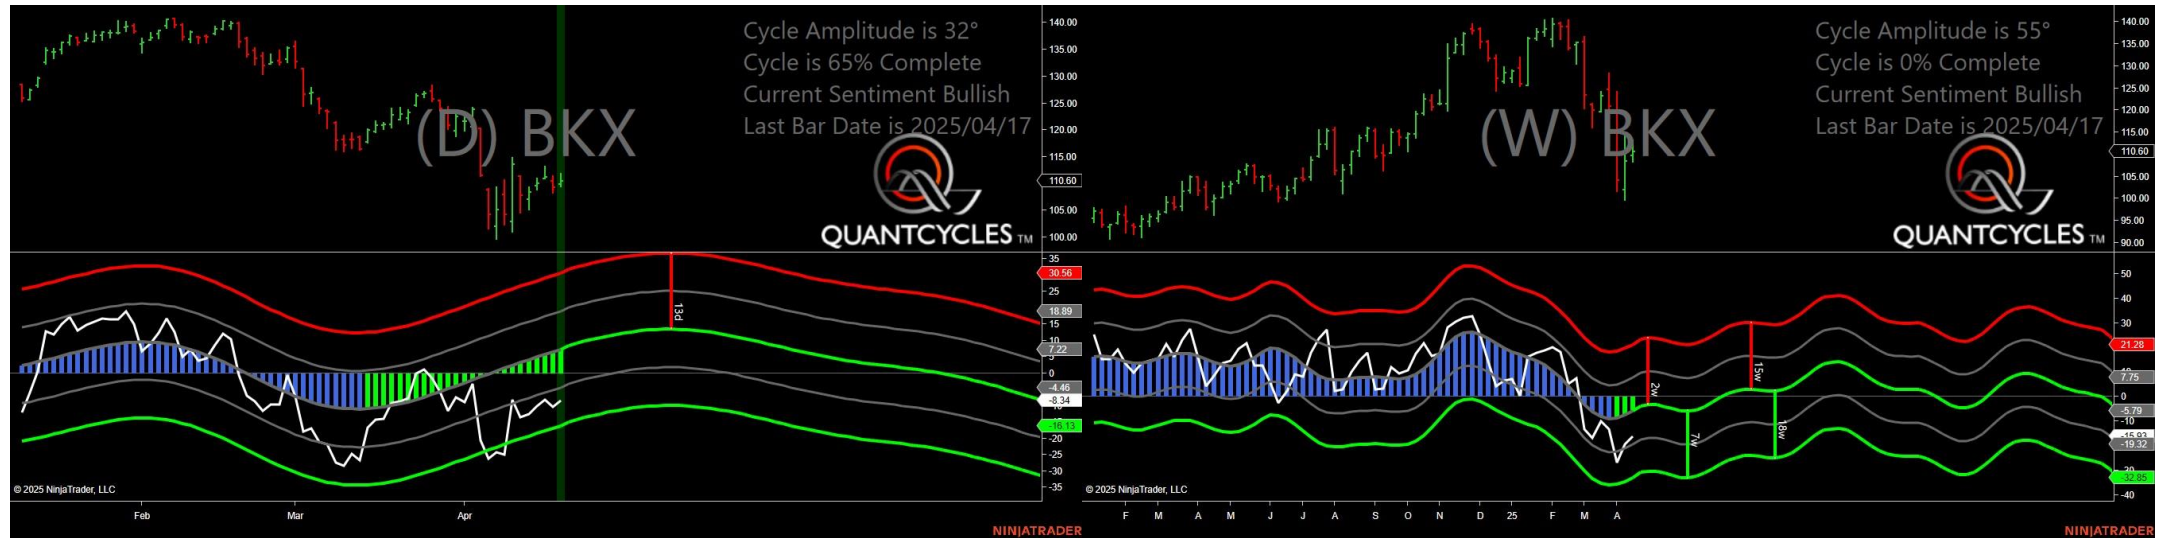 Cycle Amplitude is 32°
Cycle is 65% Complete
Current Sentiment Bullish
Last Bar Date is 2025/04/17
(D) BKX
QUANTCYCLES TM
140.00
135.00
130.00
125.00
120.00
115.00
110.60
105.00
100.00
35
30.56
25
18.89
15
10
7.22
5
0
-4.46
-8.34
-16.13
-20
-25
-30
-35
13d
© 2025 NinjaTrader, LLC
Feb
Mar
Apr
NINJATRADER
Cycle Amplitude is 55°
Cycle is 0% Complete
Current Sentiment Bullish
Last Bar Date is 2025/04/17
(W) BKX
QUANTCYCLES TM
140.00
135.00
130.00
125.00
120.00
115.00
110.60
105.00
100.00
95.00
90.00
50
40
30
21.28
7.75
0
-5.79
-10
-15.93
-19.32
-32.85
-40
2w
7w
15w
18w
© 2025 NinjaTrader, LLC
F
M
A
M
J
J
A
S
O
N
D
25
F
M
A
NINJATRADER